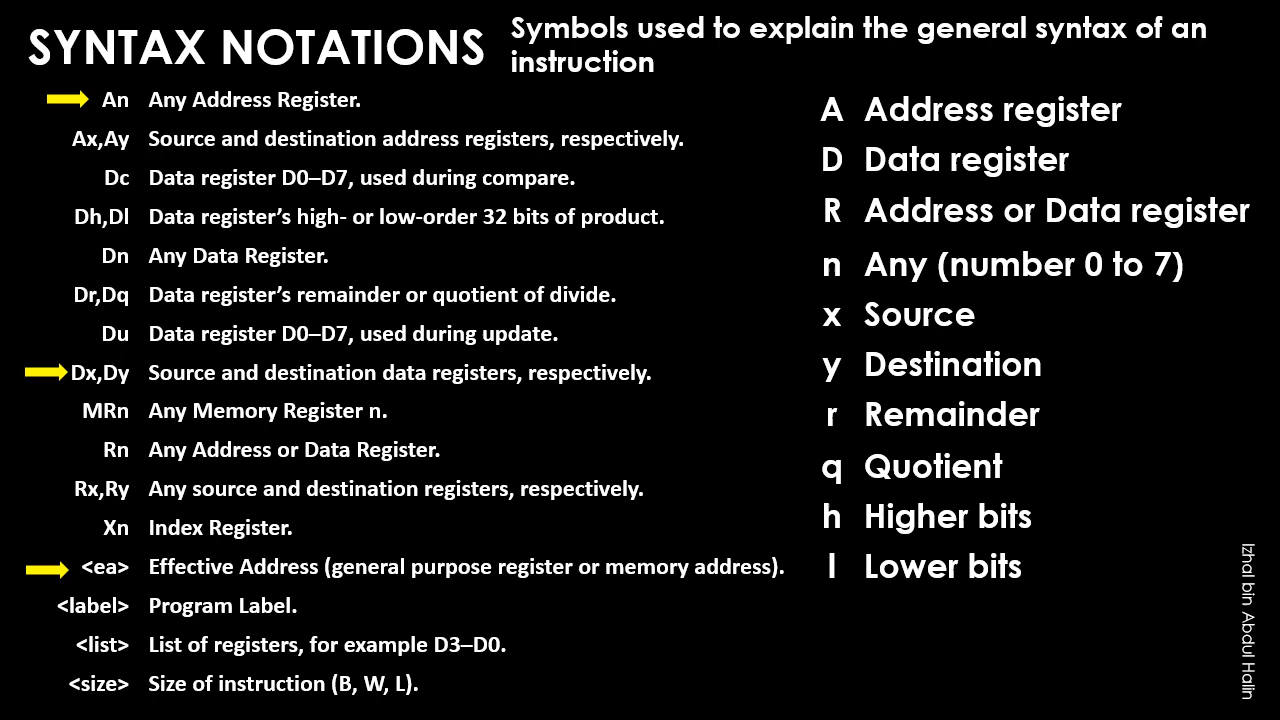 SYNTAX NOTATIONS
Symbols used to explain the general syntax of an
instruction
An Any Address Register.
Ax,Ay Source and destination address registers, respectively.
Dc Data register D0–D7, used during compare.
Dh,Dl Data register’s high- or low-order 32 bits of product.
Dn Any Data Register.
Dr,Dq Data register’s remainder or quotient of divide.
Du Data register D0–D7, used during update.
Dx,Dy Source and destination data registers, respectively.
MRn Any Memory Register n.
Rn Any Address or Data Register.
Rx,Ry Any source and destination registers, respectively.
Xn Index Register.
<ea> Effective Address (general purpose register or memory address).
<label> Program Label.
<list> List of registers, for example D3–D0.
<size> Size of instruction (B, W, L).
A Address register
D Data register
R Address or Data register
n Any (number 0 to 7)
x Source
y Destination
r Remainder
q Quotient
h Higher bits
l Lower bits
Izhal bin Abdul Halin